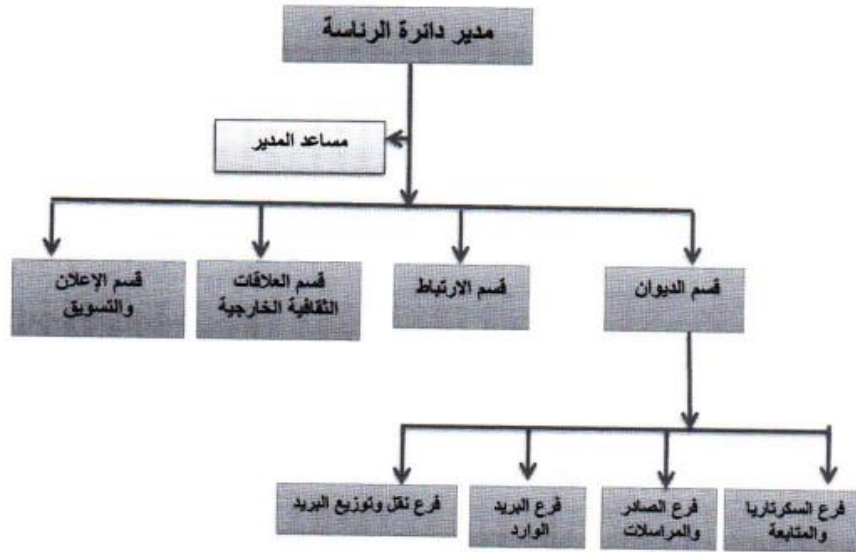 مدير دائرة الرئاسة
مساعد المدير
قسم الديوان
قسم الارتباط
قسم العلاقات
الثقافية الخارجية
قسم الإعلان
والتسويق
فرع السكرتاريا
والمتابعة
فرع الصادر
والمراسلات
فرع البريد
الوارد
فرع نقل وتوزيع البريد